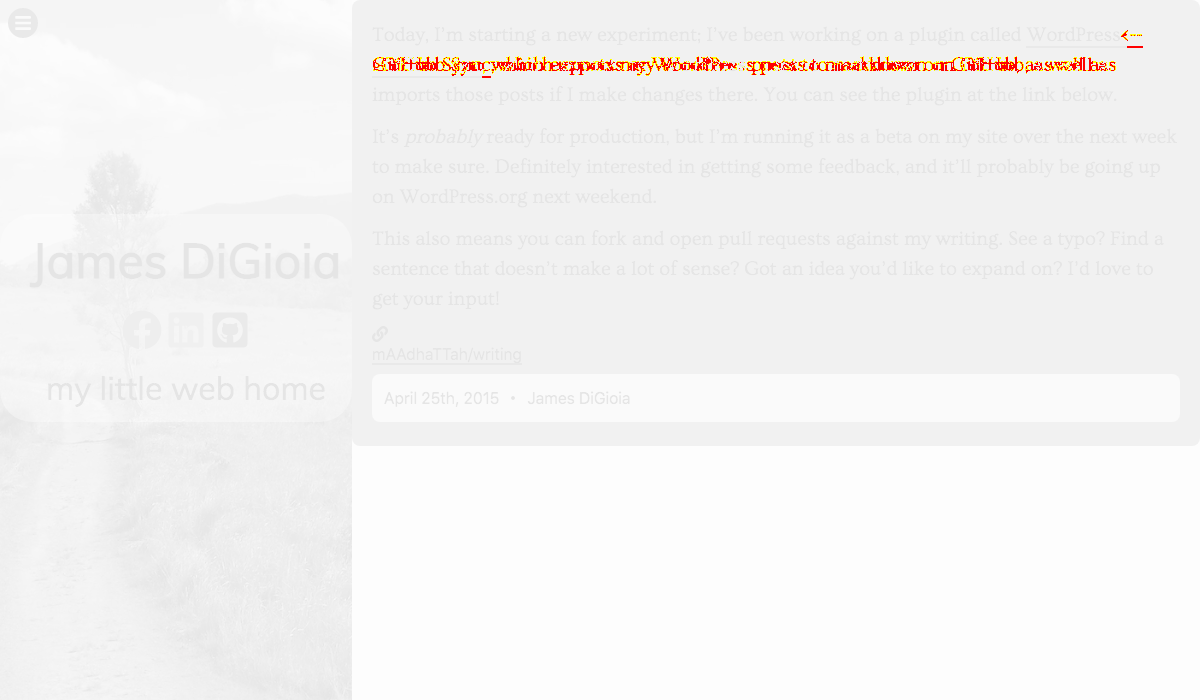 Today, I'm starting a new experiment; I've been working on a plugin called WordPress
imports those posts if I make changes there. You can see the plugin at the link below.
It's probably ready for production, but I'm running it as a beta on my site over the next week
to make sure. Definitely interested in getting some feedback, and it'll probably be going up
on WordPress.org next weekend.
This also means you can fork and open pull requests against my writing. See a typo? Find a
sentence that doesn't make a lot of sense? Got an idea you'd like to expand on? I'd love to
get your input!
mAAdhaTTah/writing
April 25th, 2015 • James DiGioia
James DiGioia
my little web home